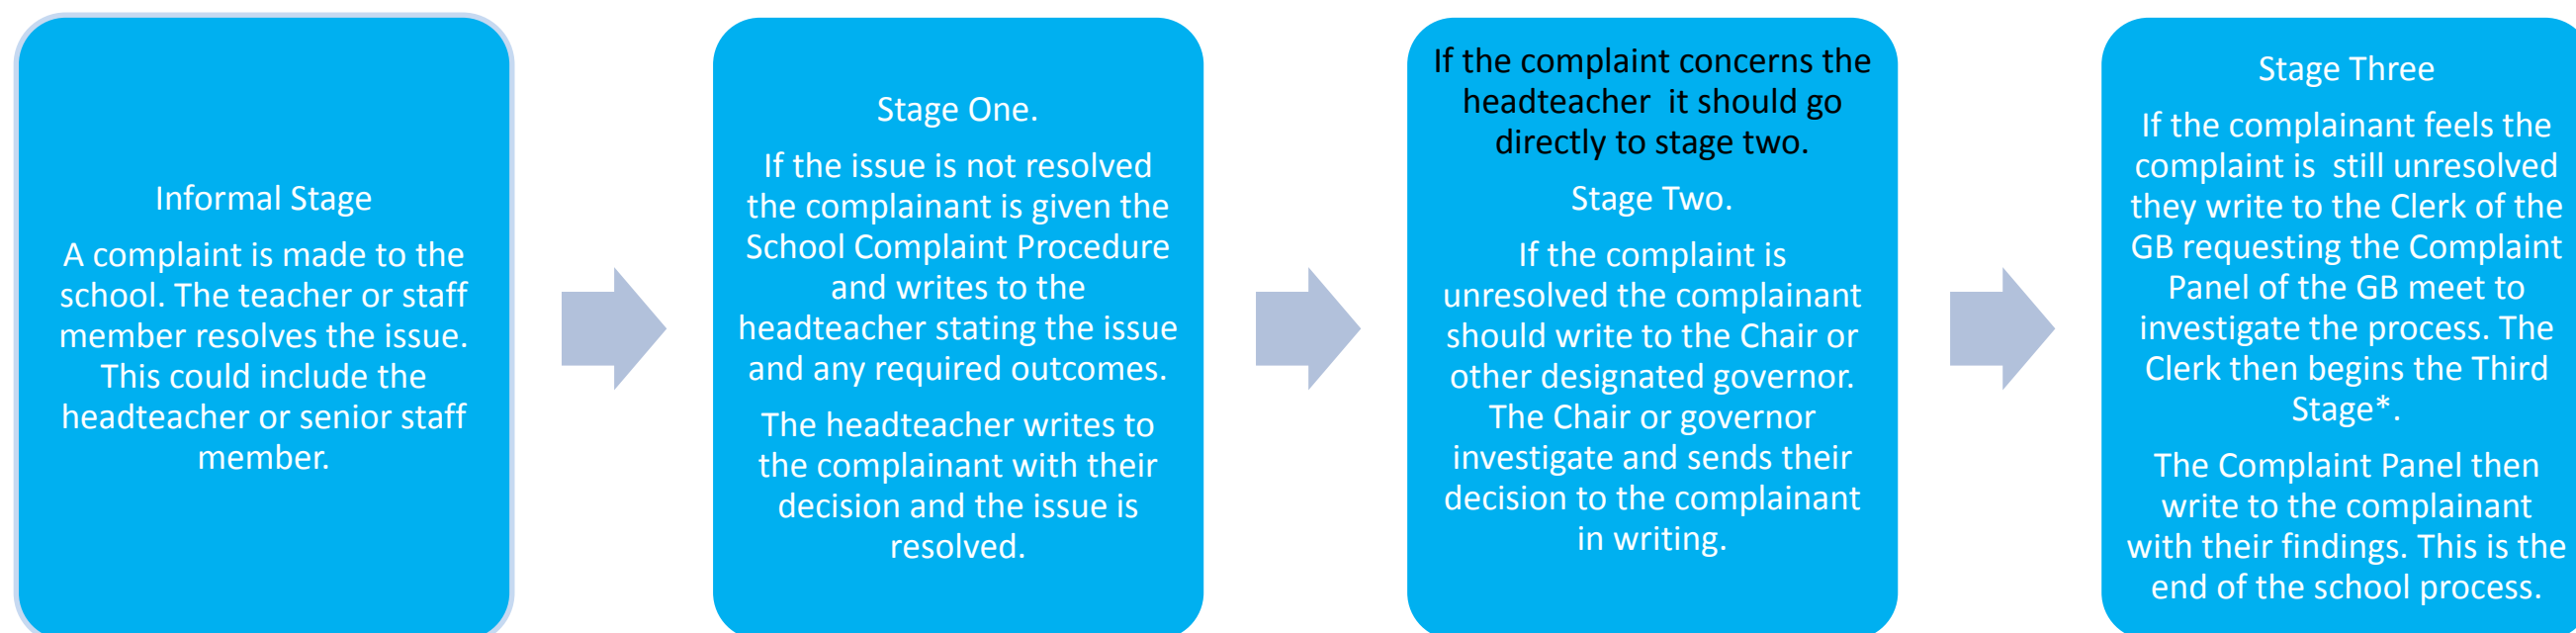 Informal Stage
A complaint is made to the
school. The teacher or staff
member resolves the issue.
This could include the
headteacher or senior staff
member.
Stage One.
If the issue is not resolved
the complainant is given the
School Complaint Procedure
and writes to the
headteacher stating the issue
and any required outcomes.
The headteacher writes to
the complainant with their
decision and the issue is
resolved.
If the complaint concerns the
headteacher  it should go
directly to stage two.
Stage Two.
If the complaint is
unresolved the complainant
should write to the Chair or
other designated governor.
The Chair or governor
investigate and sends their
decision to the complainant
in writing.
Stage Three
If the complainant feels the
complaint is  still unresolved
they write to the Clerk of the
GB requesting the Complaint
Panel of the GB meet to
investigate the process. The
Clerk then begins the Third
Stage*.
The Complaint Panel then
write to the complainant
with their findings. This is the
end of the school process.